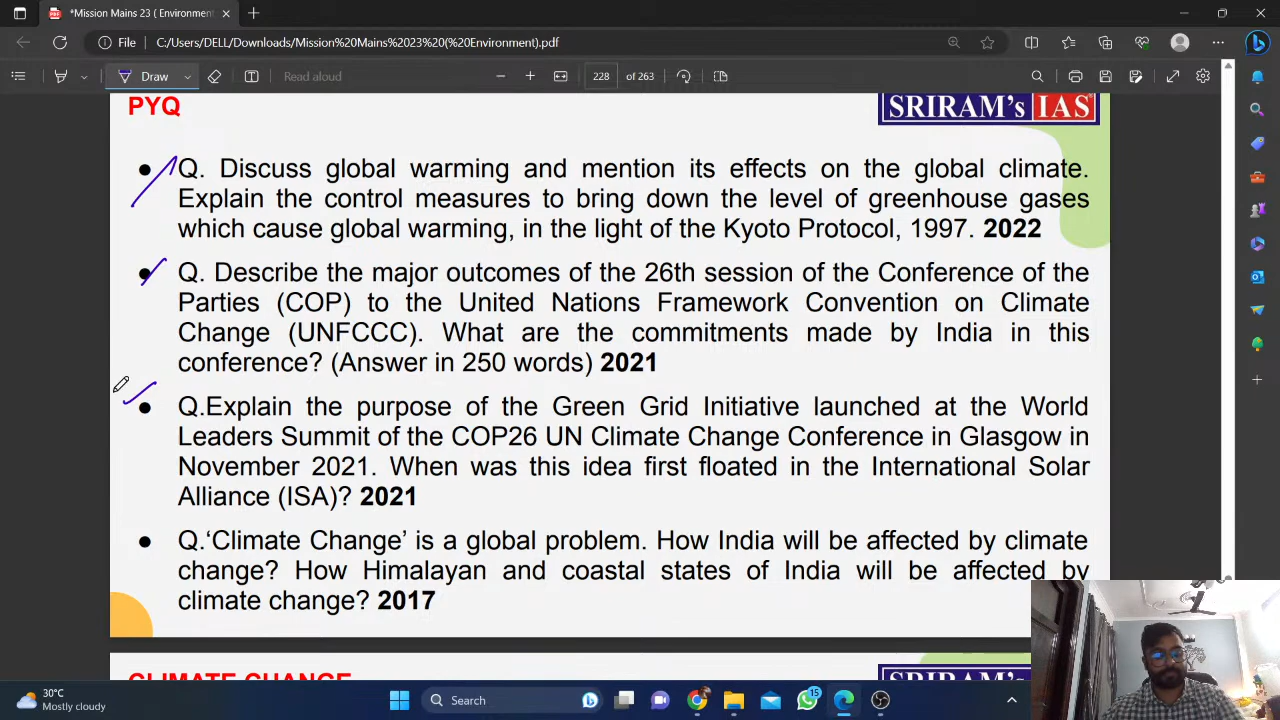 *Mission Mains 23 ( Environment
File
C:/Users/DELL/Downloads/Mission%20Mains%2023%20(%20Environment).pdf
Draw
Read aloud
228 of 263
PYQ
SRIRAM's IAS
● Q. Discuss global warming and mention its effects on the global climate.
Explain the control measures to bring down the level of greenhouse gases
which cause global warming, in the light of the Kyoto Protocol, 1997. 2022
● Q. Describe the major outcomes of the 26th session of the Conference of the
Parties (COP) to the United Nations Framework Convention on Climate
Change (UNFCCC). What are the commitments made by India in this
conference? (Answer in 250 words) 2021
● Q.Explain the purpose of the Green Grid Initiative launched at the World
Leaders Summit of the COP26 UN Climate Change Conference in Glasgow in
November 2021. When was this idea first floated in the International Solar
Alliance (ISA)? 2021
● Q.‘Climate Change’ is a global problem. How India will be affected by climate
change? How Himalayan and coastal states of India will be affected by
climate change? 2017
CLIMATE CHANGE
SRIRAM's IAS
30°C
Mostly cloudy
Search
15